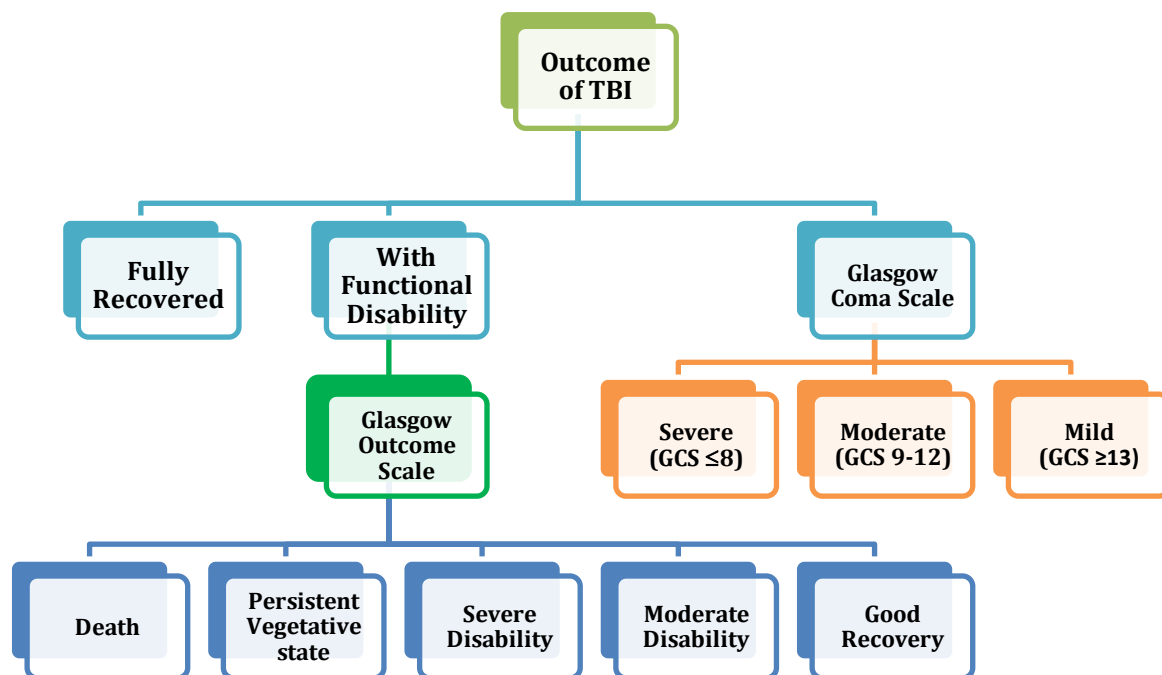 Outcome
of TBI
Fully
Recovered
With
Functional
Disability
Glasgow
Coma Scale
Glasgow
Outcome
Scale
Severe
(GCS ≤8)
Moderate
(GCS 9-12)
Mild
(GCS ≥13)
Death
Persistent
Vegetative
state
Severe
Disability
Moderate
Disability
Good
Recovery